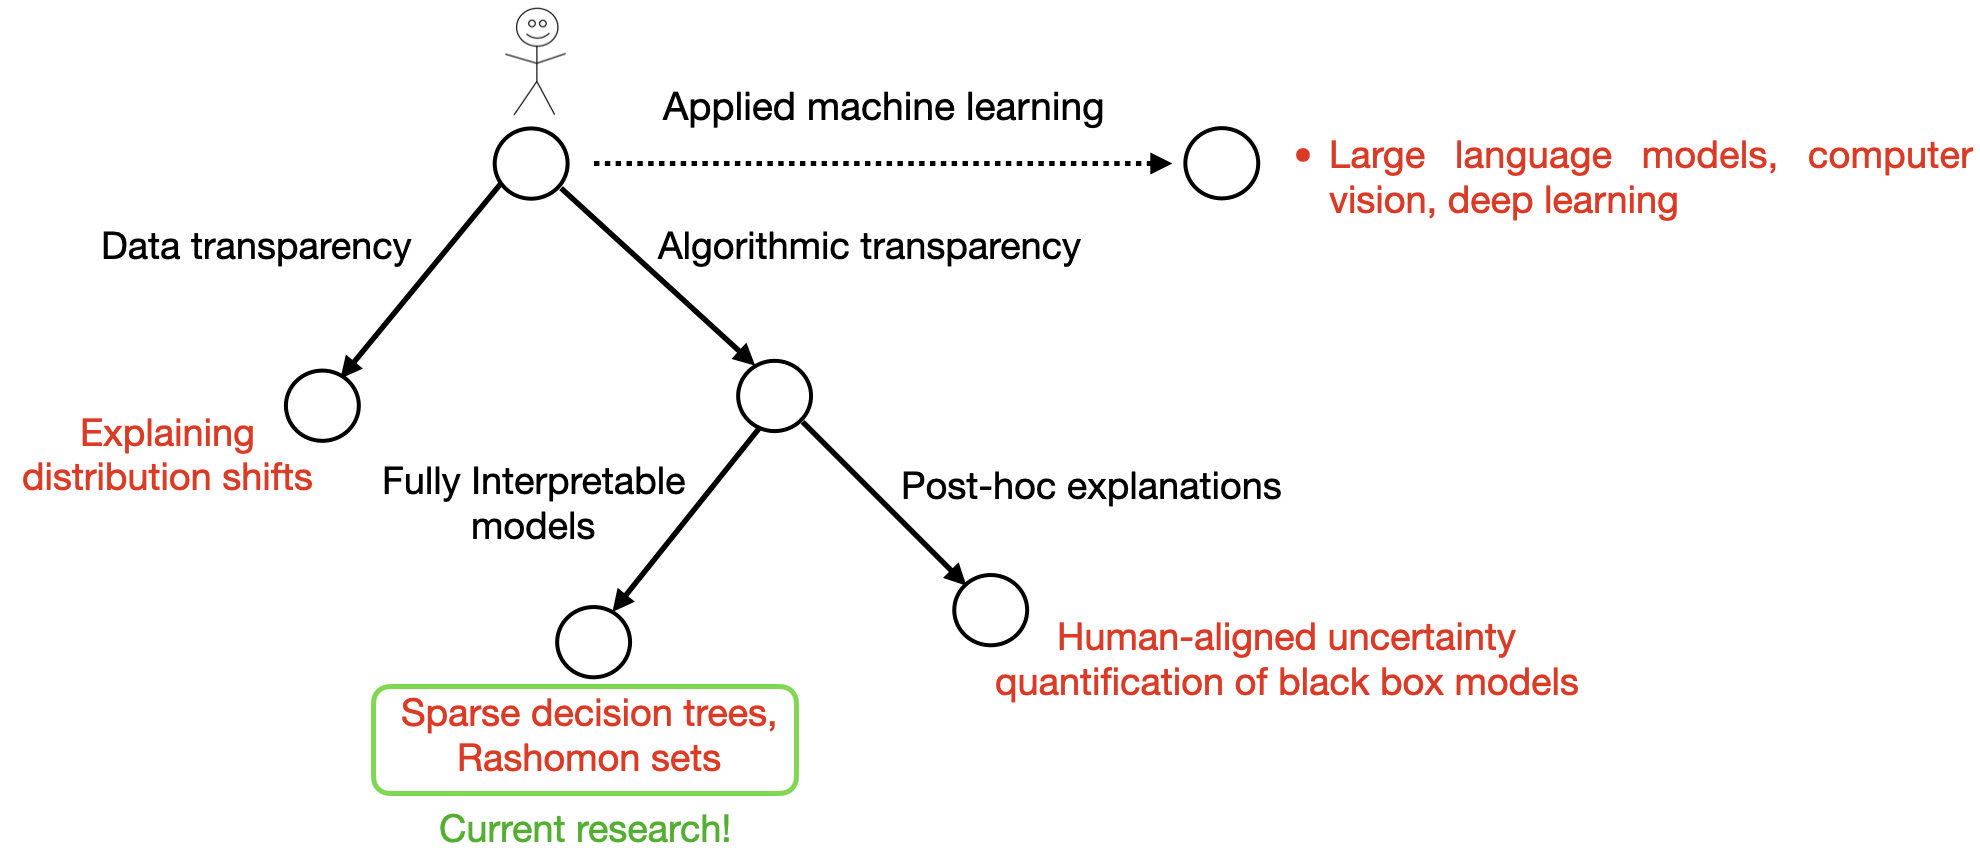 Applied machine learning
• Large language models, computer
vision, deep learning
Data transparency
Algorithmic transparency
Explaining
distribution shifts
Fully Interpretable
models
Post-hoc explanations
Human-aligned uncertainty
quantification of black box models
Sparse decision trees,
Rashomon sets
Current research!